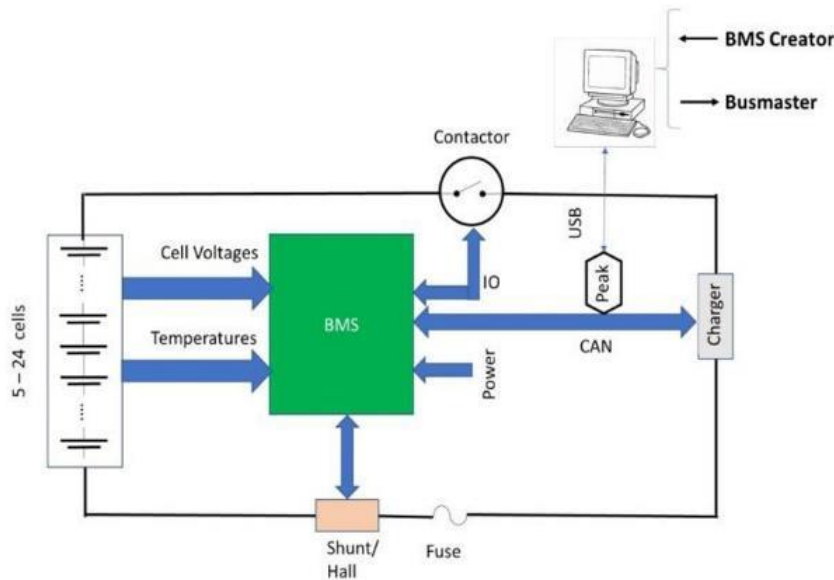 BMS Creator
Busmaster
Contactor
USB
Cell Voltages
IO
Peak
BMS
Charger
5 – 24 cells
Temperatures
CAN
Power
Shunt/
Hall
Fuse